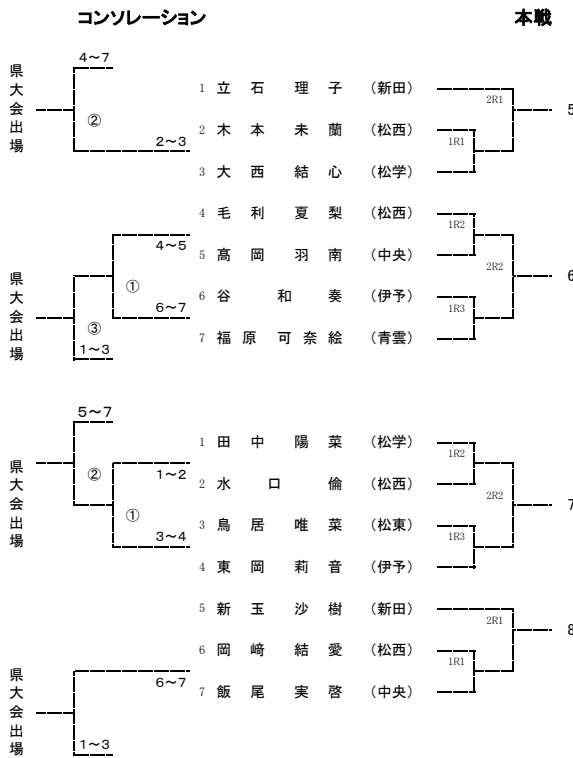 コンソレーション 本戦
4～7
県大会出場
②
2～3
1 立石 理子 （新田）
2R1
5
2 木本 未蘭 （松西）
1R1
3 大西 結心 （松学）
4 毛利 夏梨 （松西）
1R2
4～5
5 髙岡 羽南 （中央）
2R2
6
県大会出場
①
6～7
6 谷 和奏 （伊予）
1R3
③
1～3
7 福原 可奈絵 （青雲）
5～7
県大会出場
②
1～2
1 田中 陽菜 （松学）
1R2
2 水口 倫 （松西）
2R2
7
①
3～4
3 鳥居 唯菜 （松東）
1R3
4 東岡 莉音 （伊予）
5 新玉 沙樹 （新田）
2R1
8
6 岡﨑 結愛 （松西）
1R1
県大会出場
6～7
7 飯尾 実啓 （中央）
1～3